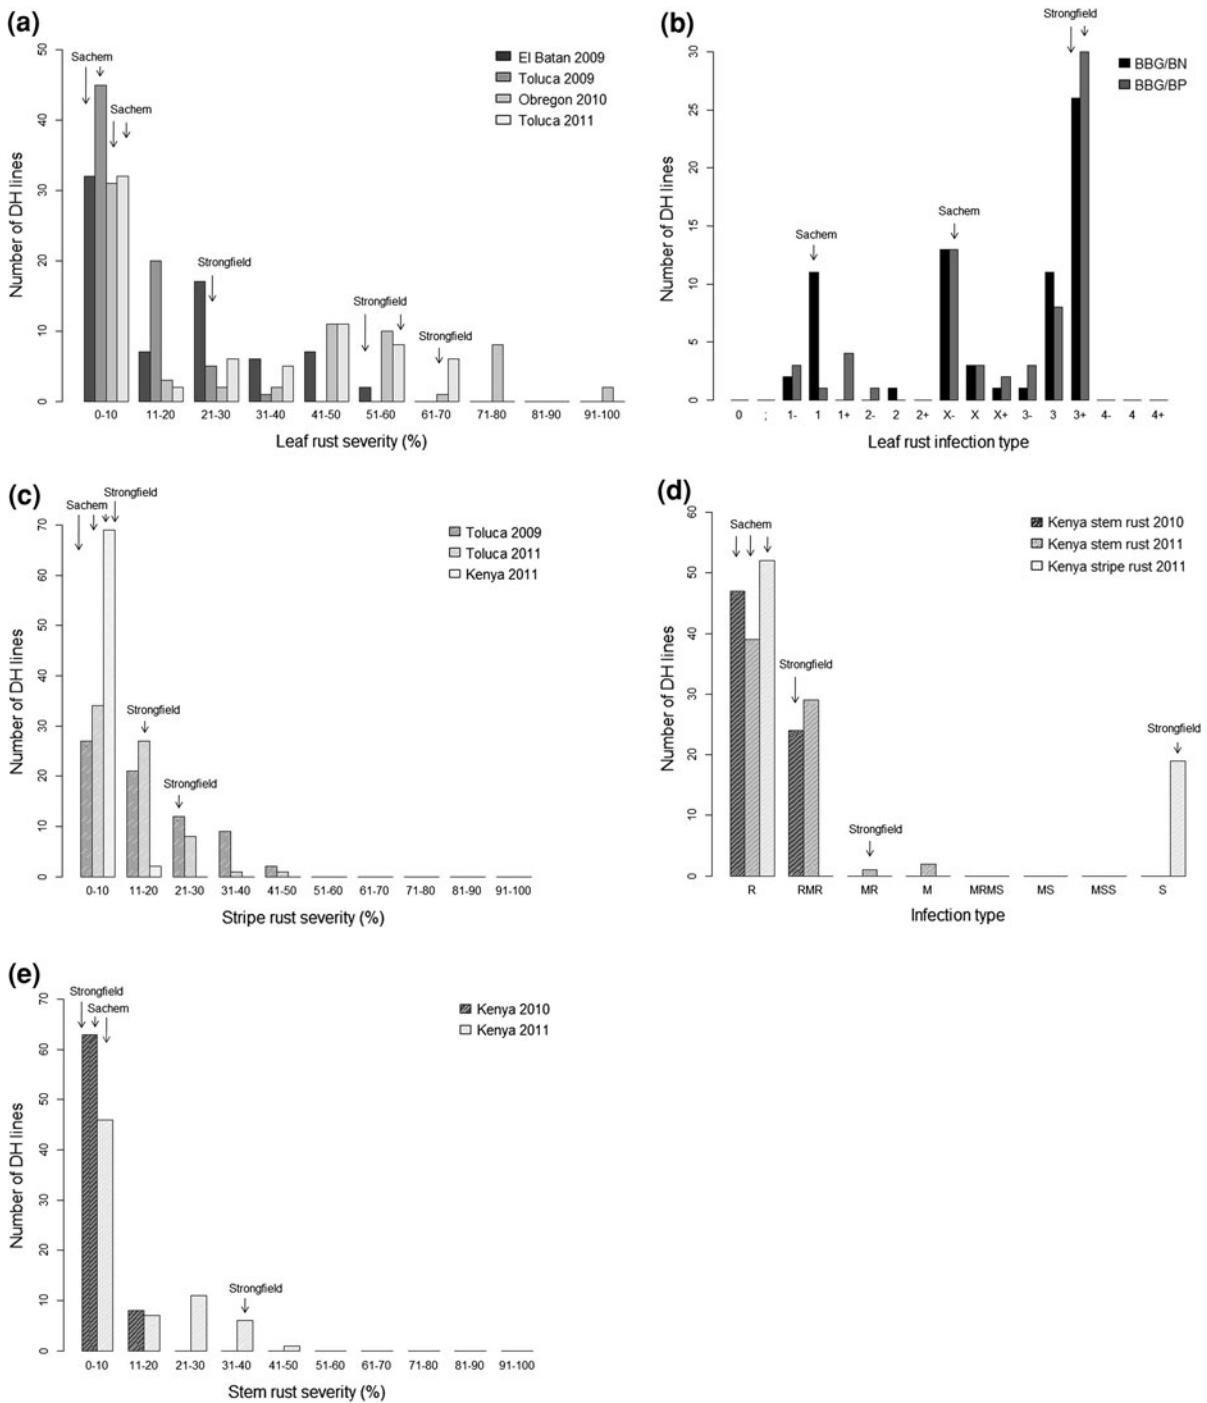 (a)
Sachem
Sachem
Strongfield
Strongfield
Strongfield
El Batan 2009
Toluca 2009
Obregon 2010
Toluca 2011
Number of DH lines
50
40
30
20
10
0
0-10 11-20 21-30 31-40 41-50 51-60 61-70 71-80 81-90 91-100
Leaf rust severity (%)
(b)
Strongfield
Sachem
Sachem
BBG/BN
BBG/BP
Number of DH lines
30
25
20
15
10
5
0
0 ; 1- 1 1+ 2- 2 2+ X- X X+ 3- 3 3+ 4- 4 4+
Leaf rust infection type
(c)
Strongfield
Sachem
Strongfield
Strongfield
Toluca 2009
Toluca 2011
Kenya 2011
Number of DH lines
70
60
50
40
30
20
10
0
0-10 11-20 21-30 31-40 41-50 51-60 61-70 71-80 81-90 91-100
Stripe rust severity (%)
(d)
Sachem
Strongfield
Strongfield
Strongfield
Kenya stem rust 2010
Kenya stem rust 2011
Kenya stripe rust 2011
Number of DH lines
60
50
40
30
20
10
0
R RMR MR M MRMS MS MSS S
Infection type
(e)
Strongfield
Sachem
Strongfield
Kenya 2010
Kenya 2011
Number of DH lines
70
60
50
40
30
20
10
0
0-10 11-20 21-30 31-40 41-50 51-60 61-70 71-80 81-90 91-100
Stem rust severity (%)